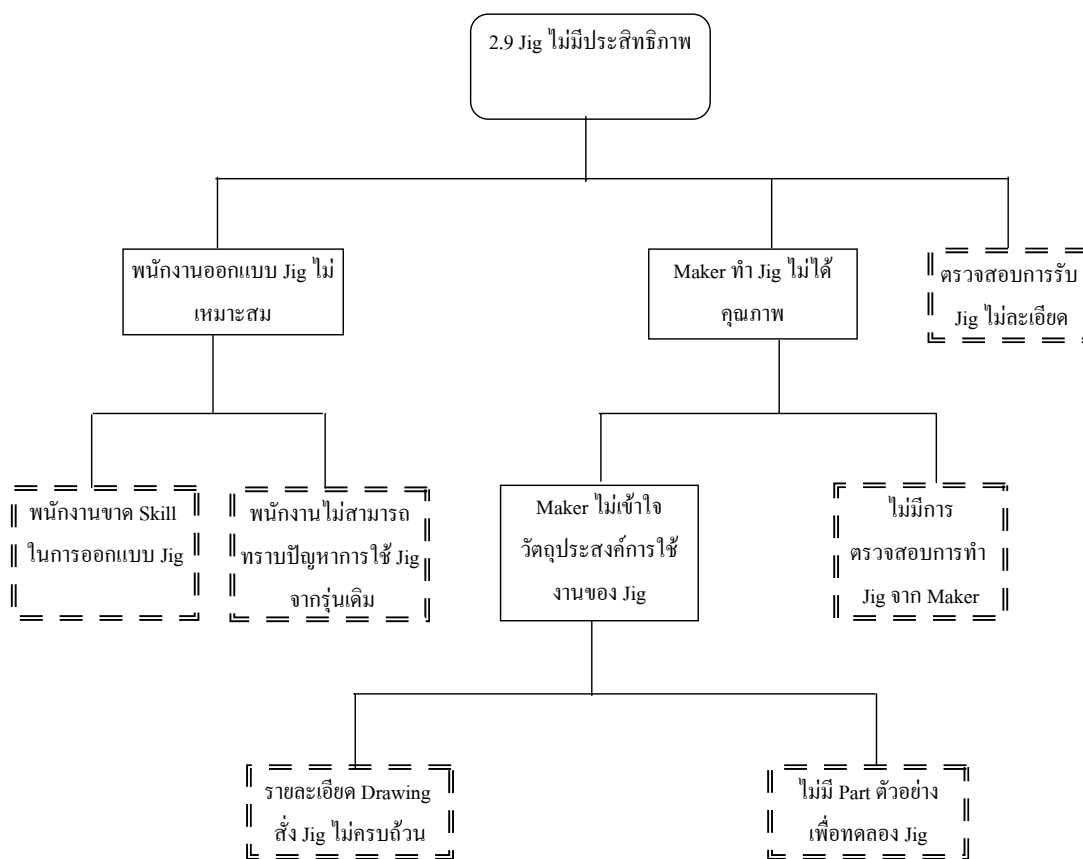 2.9 Jig ไม่มีประสิทธิภาพ
พนักงานออกแบบ Jig ไม่
เหมาะสม
Maker ทำ Jig ไม่ได้
คุณภาพ
ตรวจสอบการรับ
Jig ไม่ละเอียด
พนักงานขาด Skill
ในการออกแบบ Jig
พนักงานไม่สามารถ
ทราบปัญหาการใช้ Jig
จากรุ่นเดิม
Maker ไม่เข้าใจ
วัตถุประสงค์การใช้
งานของ Jig
ไม่มีการ
ตรวจสอบการทำ
Jig จาก Maker
รายละเอียด Drawing
สั่ง Jig ไม่ครบถ้วน
ไม่มี Part ตัวอย่าง
เพื่อทดลอง Jig